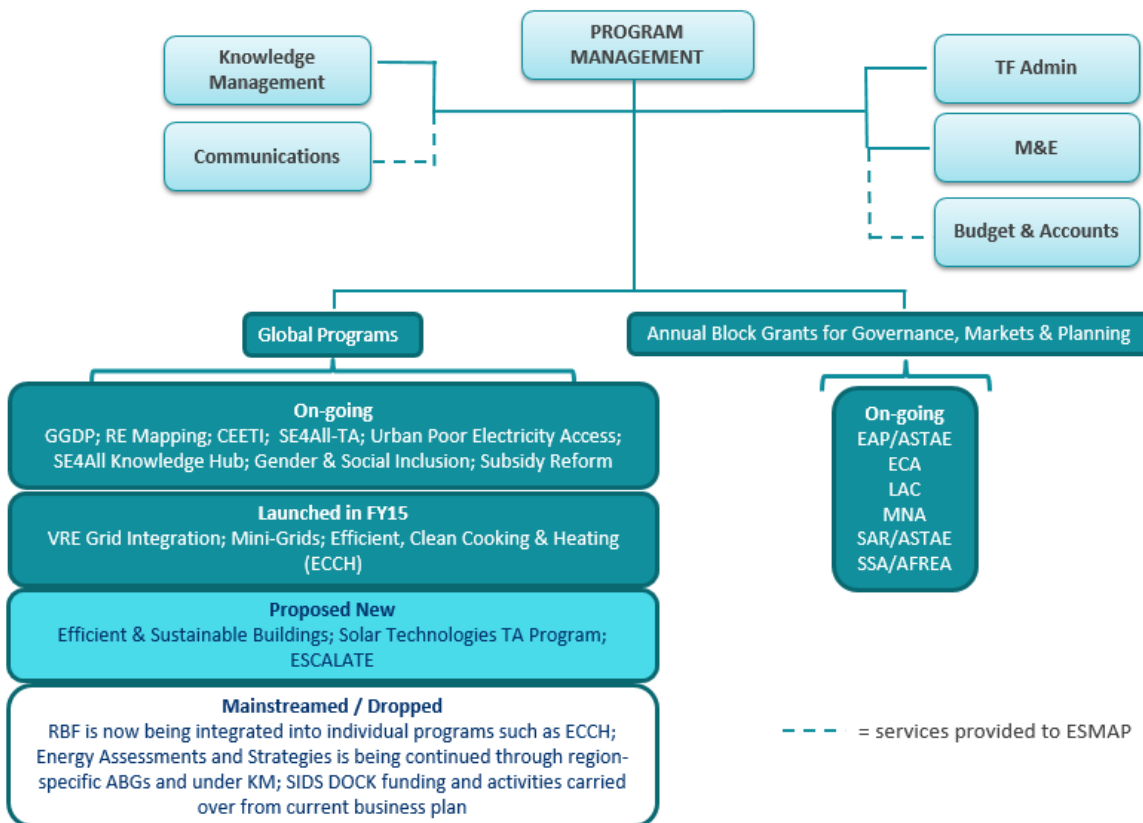 PROGRAM
MANAGEMENT
Knowledge
Management
Communications
TF Admin
M&E
Budget & Accounts
Global Programs
Annual Block Grants for Governance, Markets & Planning
On-going
GGDP; RE Mapping; CEETI; SE4All-TA; Urban Poor Electricity Access;
SE4All Knowledge Hub; Gender & Social Inclusion; Subsidy Reform
Launched in FY15
VRE Grid Integration; Mini-Grids; Efficient, Clean Cooking & Heating
(ECCH)
Proposed New
Efficient & Sustainable Buildings; Solar Technologies TA Program;
ESCALATE
Mainstreamed / Dropped
RBF is now being integrated into individual programs such as ECCH;
Energy Assessments and Strategies is being continued through region-
specific ABGs and under KM; SIDS DOCK funding and activities carried
over from current business plan
On-going
EAP/ASTAE
ECA
LAC
MNA
SAR/ASTAE
SSA/AFREA
= services provided to ESMAP